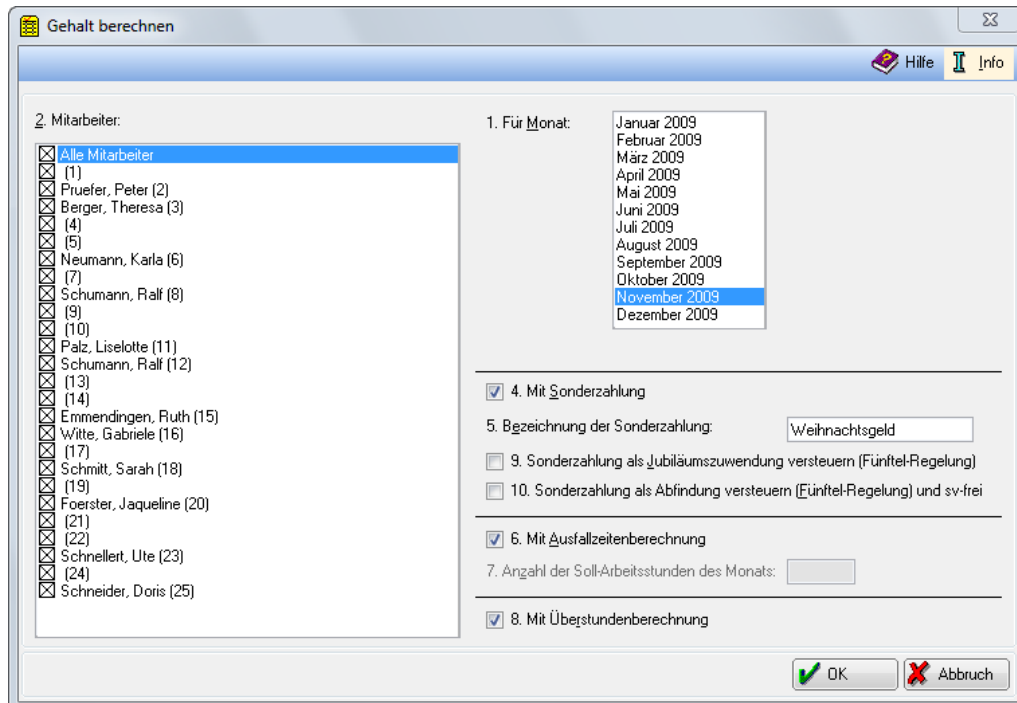 Gehalt berechnen
Hilfe
Info
2. Mitarbeiter:
Alle Mitarbeiter
(1)
Pruefer, Peter (2)
Berger, Theresa (3)
(4)
(5)
Neumann, Karla (6)
(7)
Schumann, Ralf (8)
(9)
(10)
Palz, Liselotte (11)
Schumann, Ralf (12)
(13)
(14)
Emmendingen, Ruth (15)
Witte, Gabriele (16)
(17)
Schmitt, Sarah (18)
(19)
Foerster, Jaqueline (20)
(21)
(22)
Schnellert, Ute (23)
(24)
Schneider, Doris (25)
1. Für Monat:
Januar 2009
Februar 2009
März 2009
April 2009
Mai 2009
Juni 2009
Juli 2009
August 2009
September 2009
Oktober 2009
November 2009
Dezember 2009
4. Mit Sonderzahlung
5. Bezeichnung der Sonderzahlung: Weihnachtsgeld
9. Sonderzahlung als Jubiläumszuwendung versteuern (Fünftel-Regelung)
10. Sonderzahlung als Abfindung versteuern (Fünftel-Regelung) und sv-frei
6. Mit Ausfallzeitenberechnung
7. Anzahl der Soll-Arbeitsstunden des Monats:
8. Mit Überstundenberechnung
OK
Abbruch